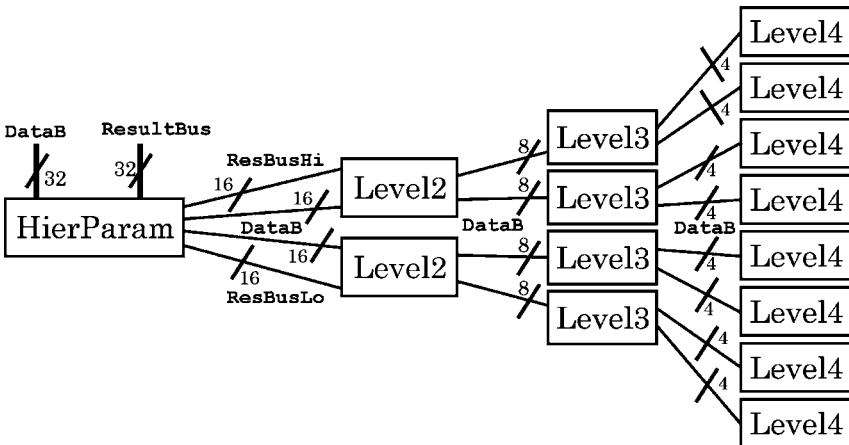 Level4
4
Level4
4
DataB ResultBus
Level3
Level4
8
32 32
ResBusHi
4
16
Level2
8
Level3
Level4
16
4
HierParam
DataB
DataB
DataB
16
8
Level3
Level4
4
Level2
16
ResBusLo
8
Level3
4
Level4
4
Level4
4
Level4